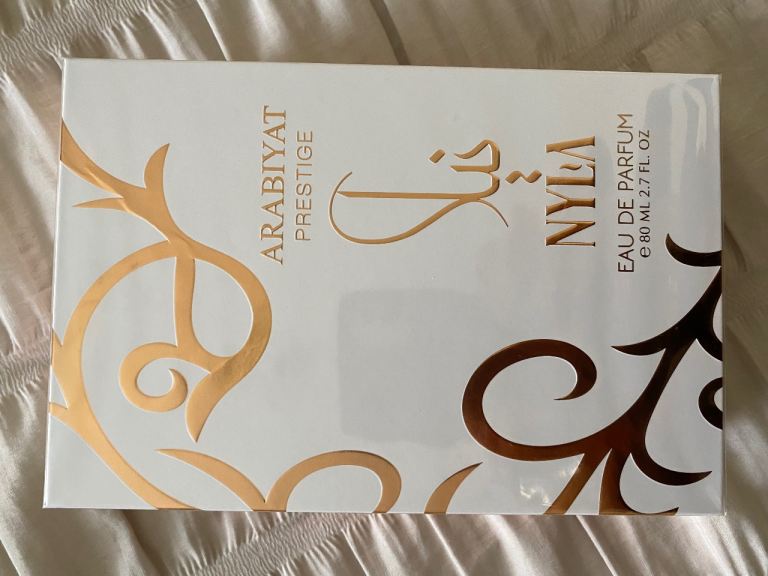 ARABIYAT
PRESTIGE
NYLA
EAU DE PARFUM
e 80 ML 2.7 FL. OZ